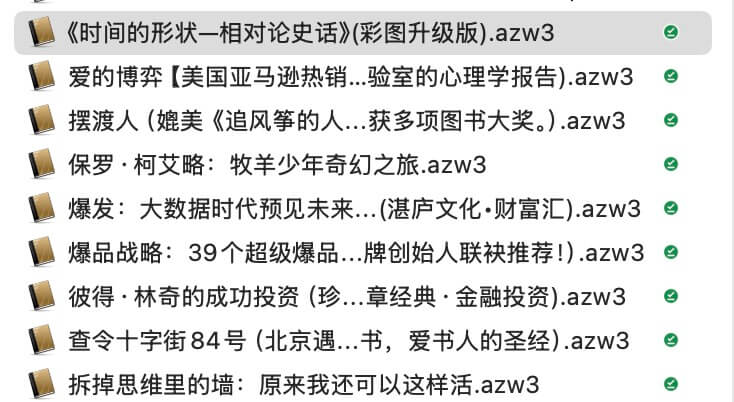 《时间的形状—相对论史话》(彩图升级版).azw3
爱的博弈【美国亚马逊热销...验室的心理学报告).azw3
摆渡人（媲美《追风筝的人...获多项图书大奖。）.azw3
保罗·柯艾略：牧羊少年奇幻之旅.azw3
爆发：大数据时代预见未来...(湛庐文化•财富汇).azw3
爆品战略：39个超级爆品...牌创始人联袂推荐！）.azw3
彼得·林奇的成功投资（珍...章经典·金融投资).azw3
查令十字街84号（北京遇...书，爱书人的圣经）.azw3
拆掉思维里的墙：原来我还可以这样活.azw3